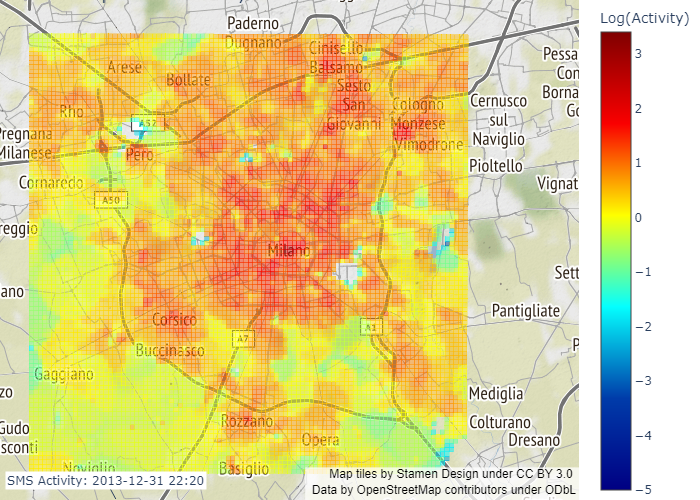 Paderno
Dugnano
Log(Activity)
Cinisello
Balsamo
Arese
Bollate
Sesto
San
Giovanni
Pessa
Con
Borna
Go
Rho
A52
Cologno
Monzese
Vimodrone
Cernusco
sul
Naviglio
Pregnana
Milanese
Pero
Pioltello
Cornaredo
Vignat
A50
reggio
Milano
Sett
ano
Pantigliate
Corsico
A7
A1
Buccinasco
P
Gaggiano
zo
Mediglia
Rozzano
Colturano
Gudo
sconti
Opera
Dresano
Noviglio
Basiglio
SMS Activity: 2013-12-31 22:20
Map tiles by Stamen Design under CC BY 3.0
Data by OpenStreetMap contributors under ODbL
3
2
1
0
−1
−2
−3
−4
−5